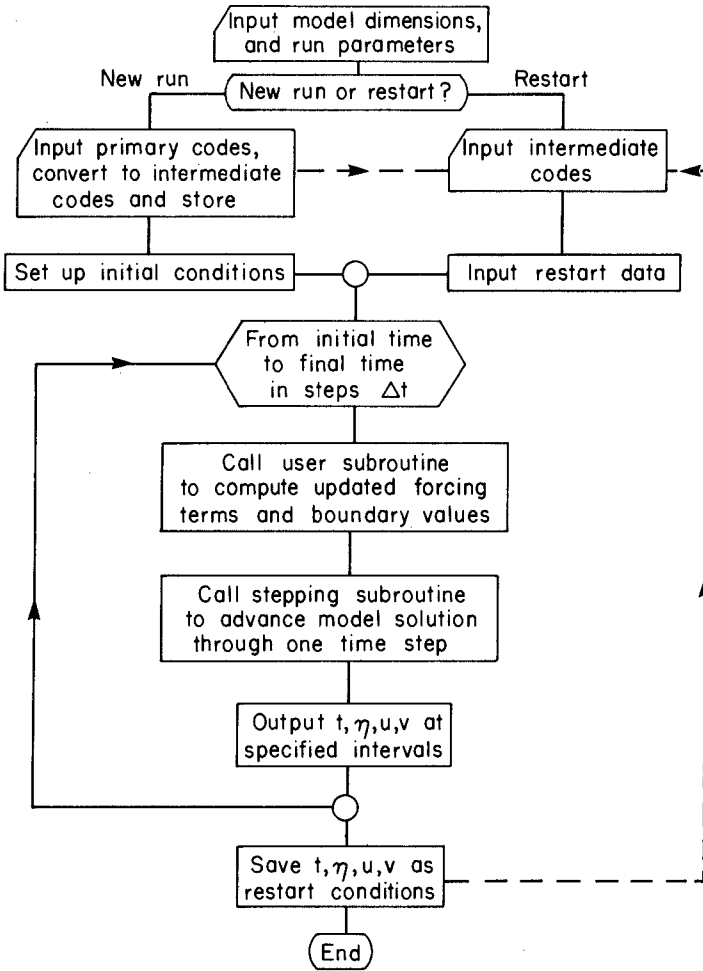 Input model dimensions,
and run parameters
New run
New run or restart?
Restart
Input primary codes,
convert to intermediate
codes and store
Input intermediate
codes
Set up initial conditions
Input restart data
From initial time
to final time
in steps Δt
Call user subroutine
to compute updated forcing
terms and boundary values
Call stepping subroutine
to advance model solution
through one time step
Output t, η, u, v at
specified intervals
Save t, η, u, v as
restart conditions
End